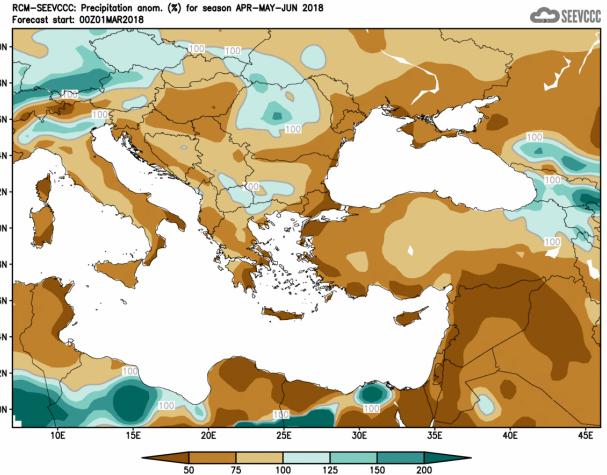 RCM-SEEVCCC: Precipitation anom. (%) for season APR-MAY-JUN 2018
Forecast start: 00Z01MAR2018
SEEVCCC
100
100
100
100
100
100
100
100
100
100
100
100
100
10E 15E 20E 25E 30E 35E 40E 45E
50 75 100 125 150 200